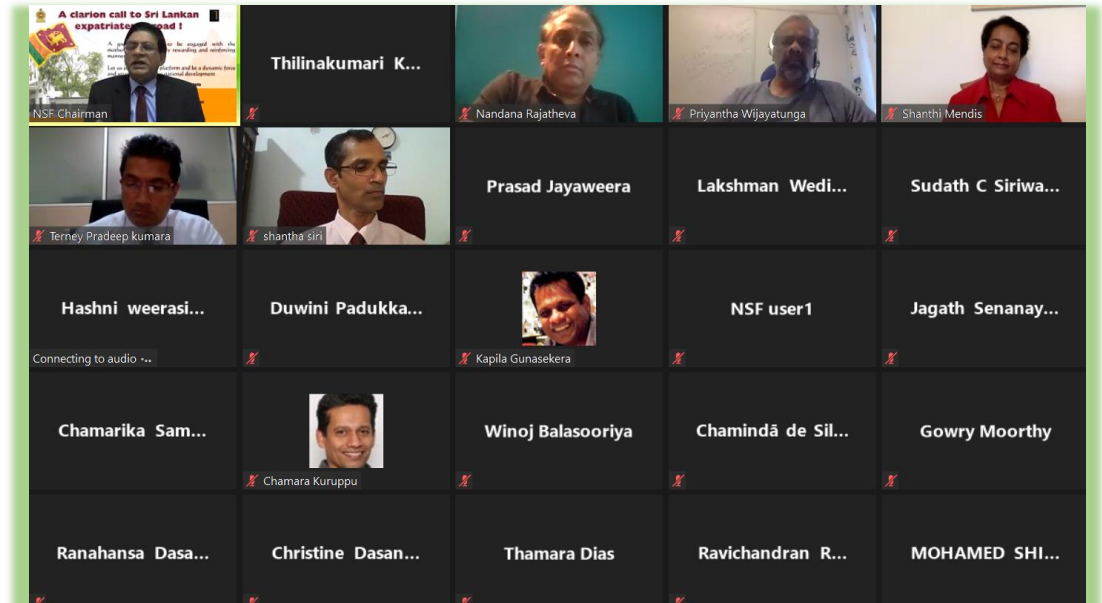 A clarion call to Sri Lankan
NSF Chairman
Thilinakumari K...
Nandana Rajatheva
Priyantha Wijayatunga
Shanthi Mendis
Terney Pradeep kumara
shantha siri
Prasad Jayaweera
Lakshman Wedi...
Sudath C Siriwa...
Hashni weerasi...
Connecting to audio ...
Duwini Padukka...
Kapila Gunasekera
NSF user1
Jagath Senanay...
Chamarika Sam...
Chamara Kuruppu
Winoj Balasooriya
Chamindā de Sil...
Gowry Moorthy
Ranahansa Dasa...
Christine Dasan...
Thamara Dias
Ravichandran R...
MOHAMED SHI...